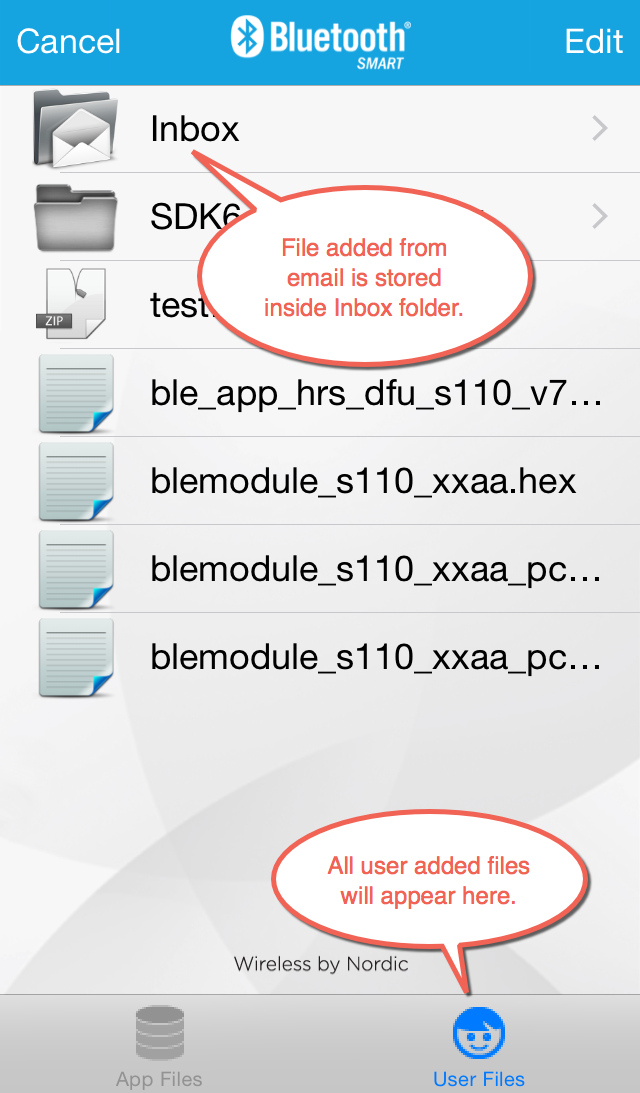 Cancel
Bluetooth®
SMART
Edit
Inbox
SDK6
File added from
email is stored
inside Inbox folder.
ZIP
test
ble_app_hrs_dfu_s110_v7...
blemodule_s110_xxaa.hex
blemodule_s110_xxaa_pc...
blemodule_s110_xxaa_pc...
All user added files
will appear here.
Wireless by Nordic
App Files
User Files